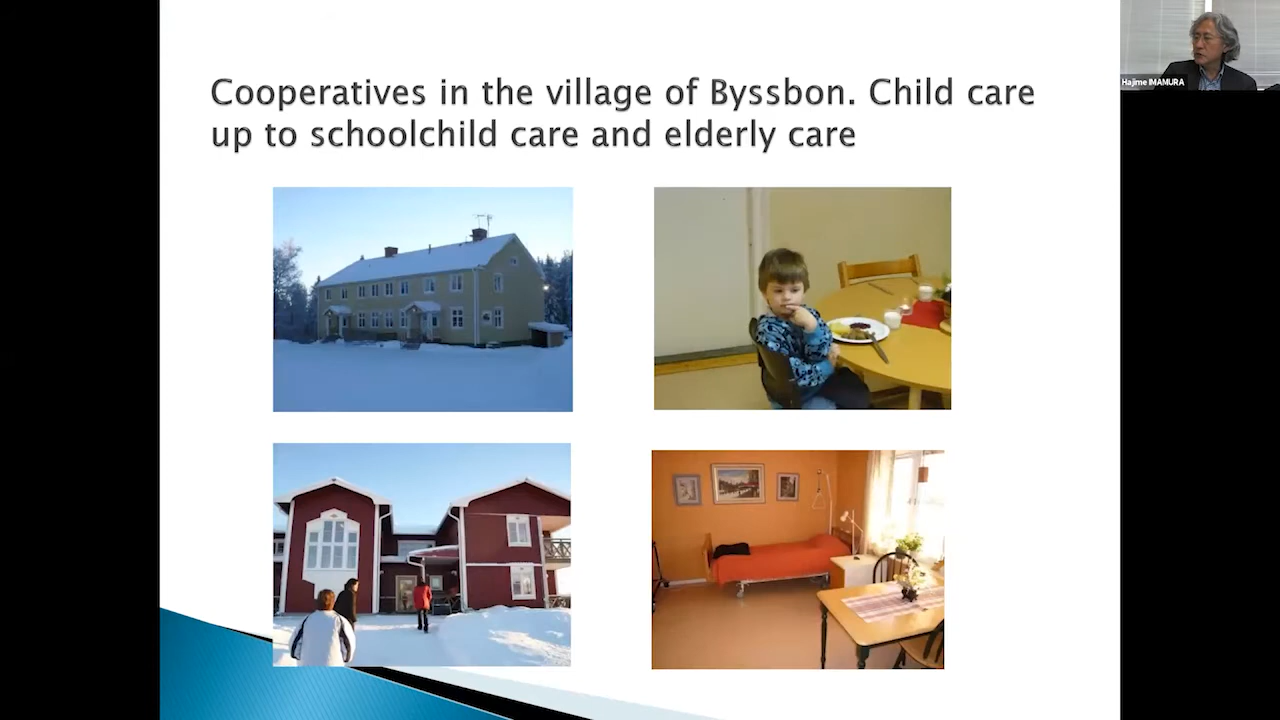 Cooperatives in the village of Byssbon. Child care
up to schoolchild care and elderly care
Hajime IMAMURA